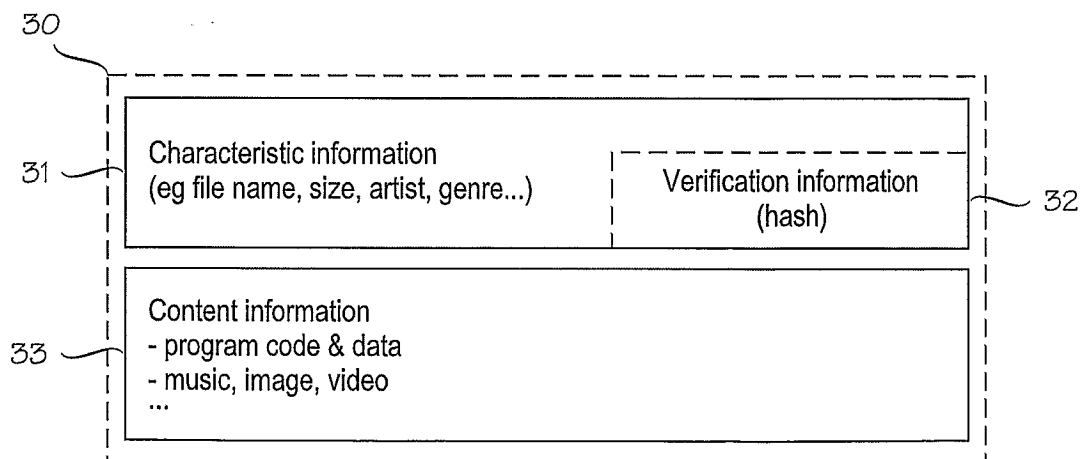 30
31
Characteristic information
(eg file name, size, artist, genre...)
Verification information
(hash)
32
33
Content information
- program code & data
- music, image, video
...